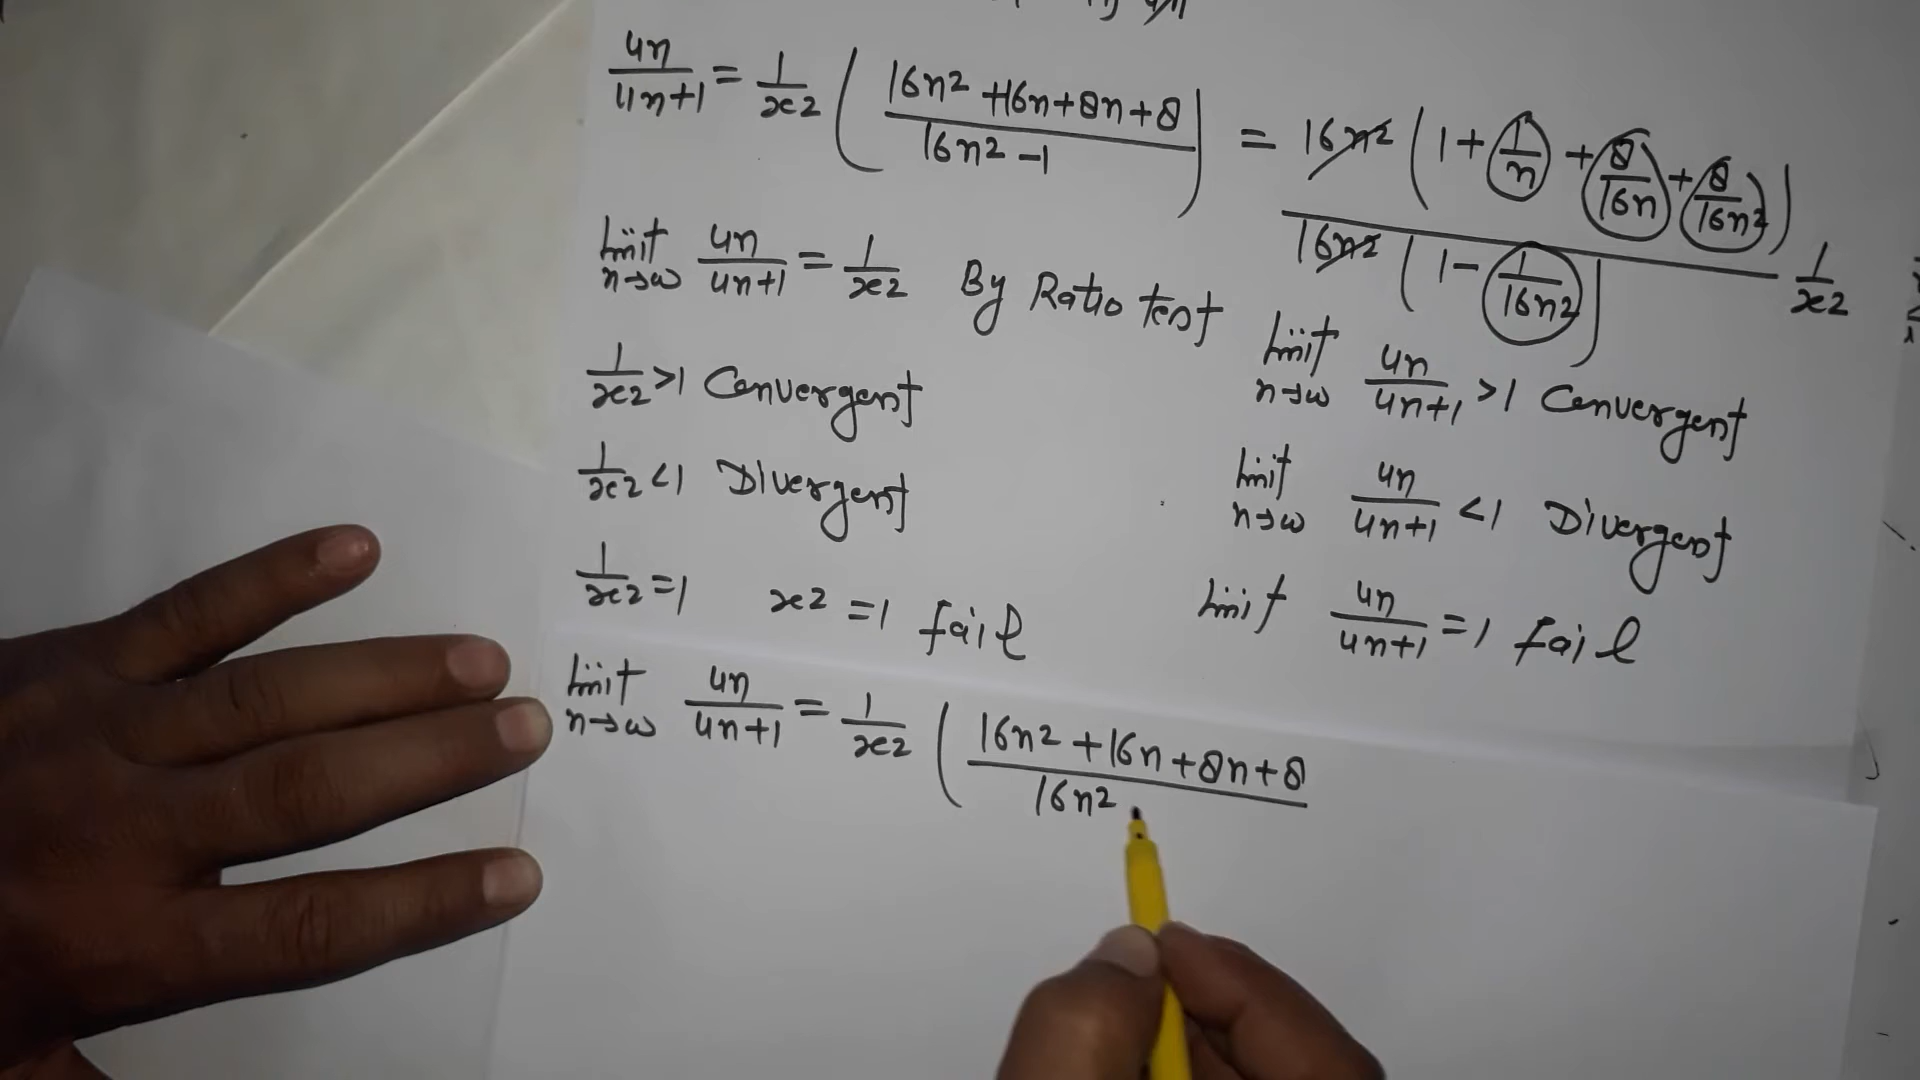 un/un+1 = 1/x2 ( 16n2 +16n+8n+8 / 16n2 -1 ) = 16n2 ( 1+ 1/n + 8/16n + 8/16n2 ) / 16n2 ( 1- 1/16n2 ) 1/x2
limit n→∞ un/un+1 = 1/x2 By Ratio test
limit n→∞ un/un+1 >1 Convergent
1/x2 >1 Convergent
limit n→∞ un/un+1 <1 Divergent
1/x2 <1 Divergent
limit un/un+1 =1 fail
1/x2 =1 x2 =1 fail
limit n→∞ un/un+1 = 1/x2 ( 16n2 +16n+8n+8 / 16n2